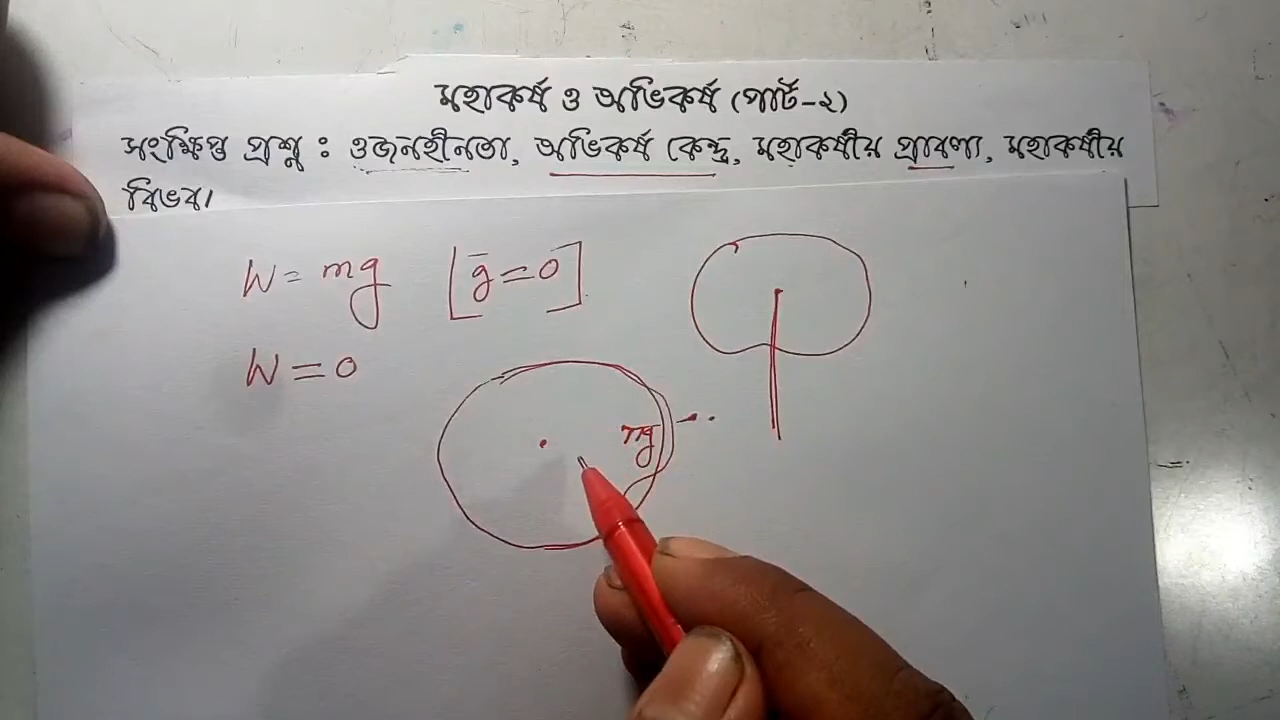 মহাকর্ষ ও অভিকর্ষ (পার্ট-২)
সংক্ষিপ্ত প্রশ্ন : ওজনহীনতা, অভিকর্ষ কেন্দ্র, মহাকর্ষীয় প্রাবল্য, মহাকর্ষীয়
বিভব।
W = mg [g = 0]
W = 0
mg